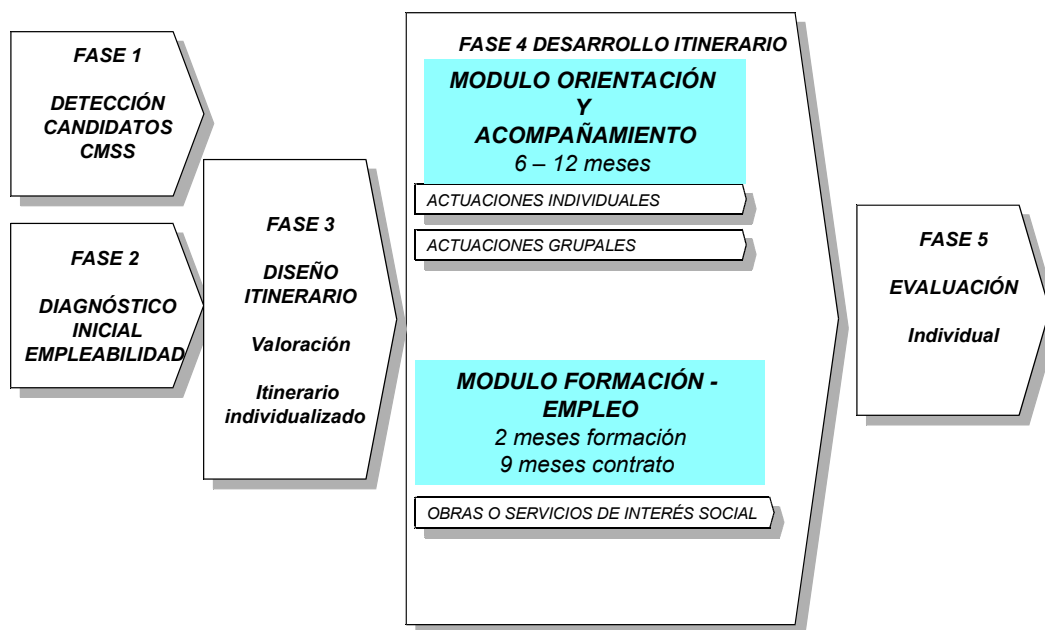 FASE 1
DETECCIÓN
CANDIDATOS
CMSS
FASE 2
DIAGNÓSTICO
INICIAL
EMPLEABILIDAD
FASE 3
DISEÑO
ITINERARIO
Valoración
Itinerario
individualizado
FASE 4 DESARROLLO ITINERARIO
MODULO ORIENTACIÓN
Y
ACOMPAÑAMIENTO
6 – 12 meses
ACTUACIONES INDIVIDUALES
ACTUACIONES GRUPALES
MODULO FORMACIÓN -
EMPLEO
2 meses formación
9 meses contrato
OBRAS O SERVICIOS DE INTERÉS SOCIAL
FASE 5
EVALUACIÓN
Individual